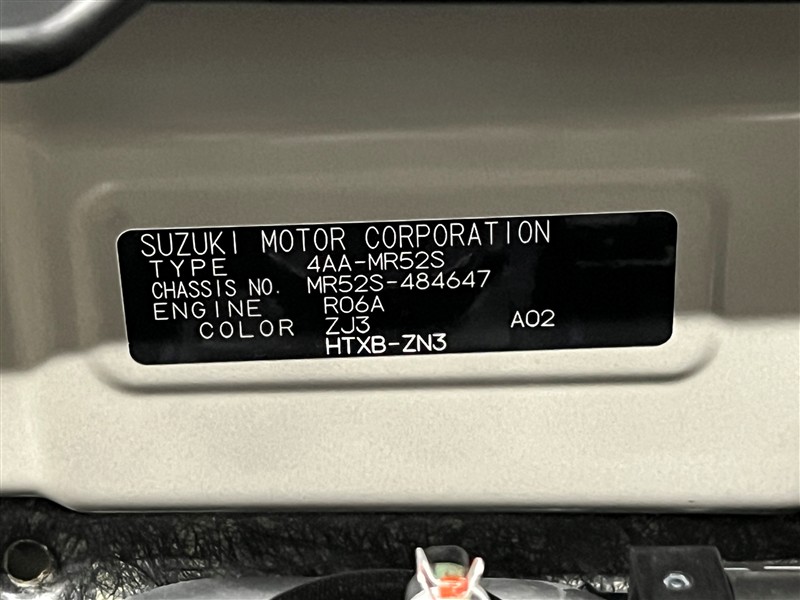 SUZUKI MOTOR CORPORATION
TYPE 4AA-MR52S
CHASSIS NO. MR52S-484647
ENGINE R06A
COLOR ZJ3 A02
HTXB-ZN3